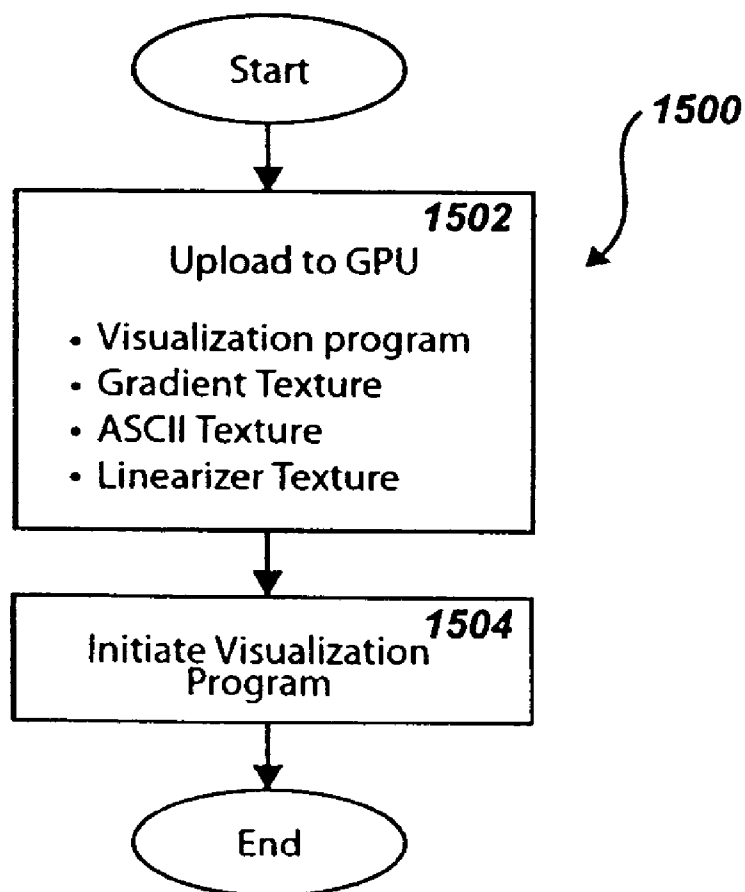 Start
1500
1502
Upload to GPU
• Visualization program
• Gradient Texture
• ASCII Texture
• Linearizer Texture
1504
Initiate Visualization
Program
End